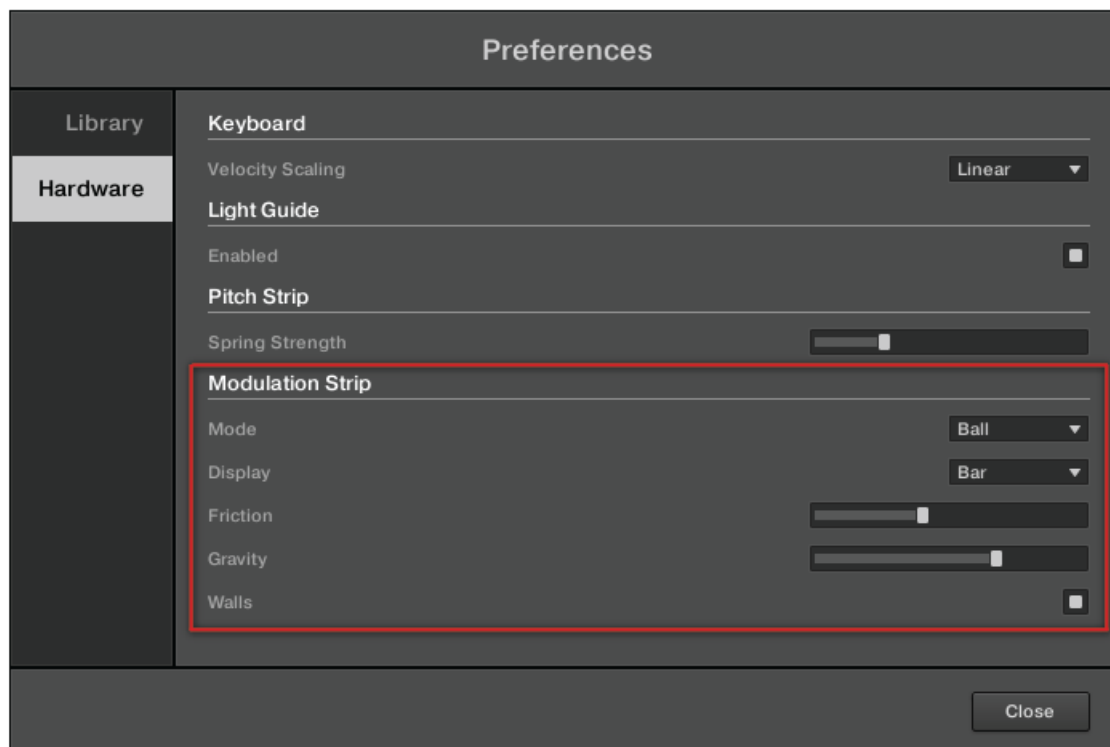 Preferences
Library
Hardware
Keyboard
Velocity Scaling Linear
Light Guide
Enabled
Pitch Strip
Spring Strength
Modulation Strip
Mode Ball
Display Bar
Friction
Gravity
Walls
Close